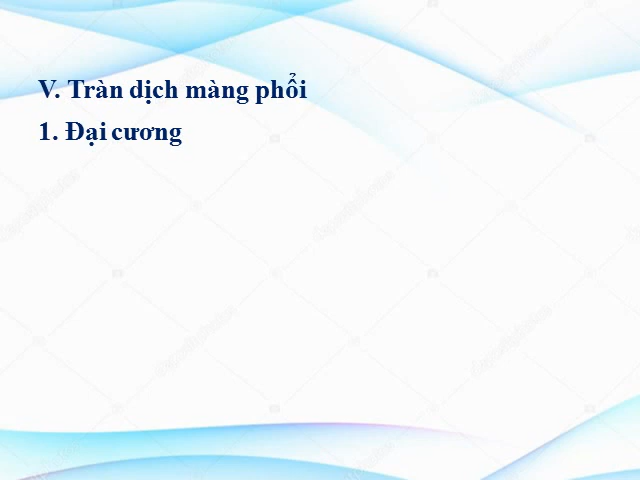 V. Tràn dịch màng phổi
1. Đại cương